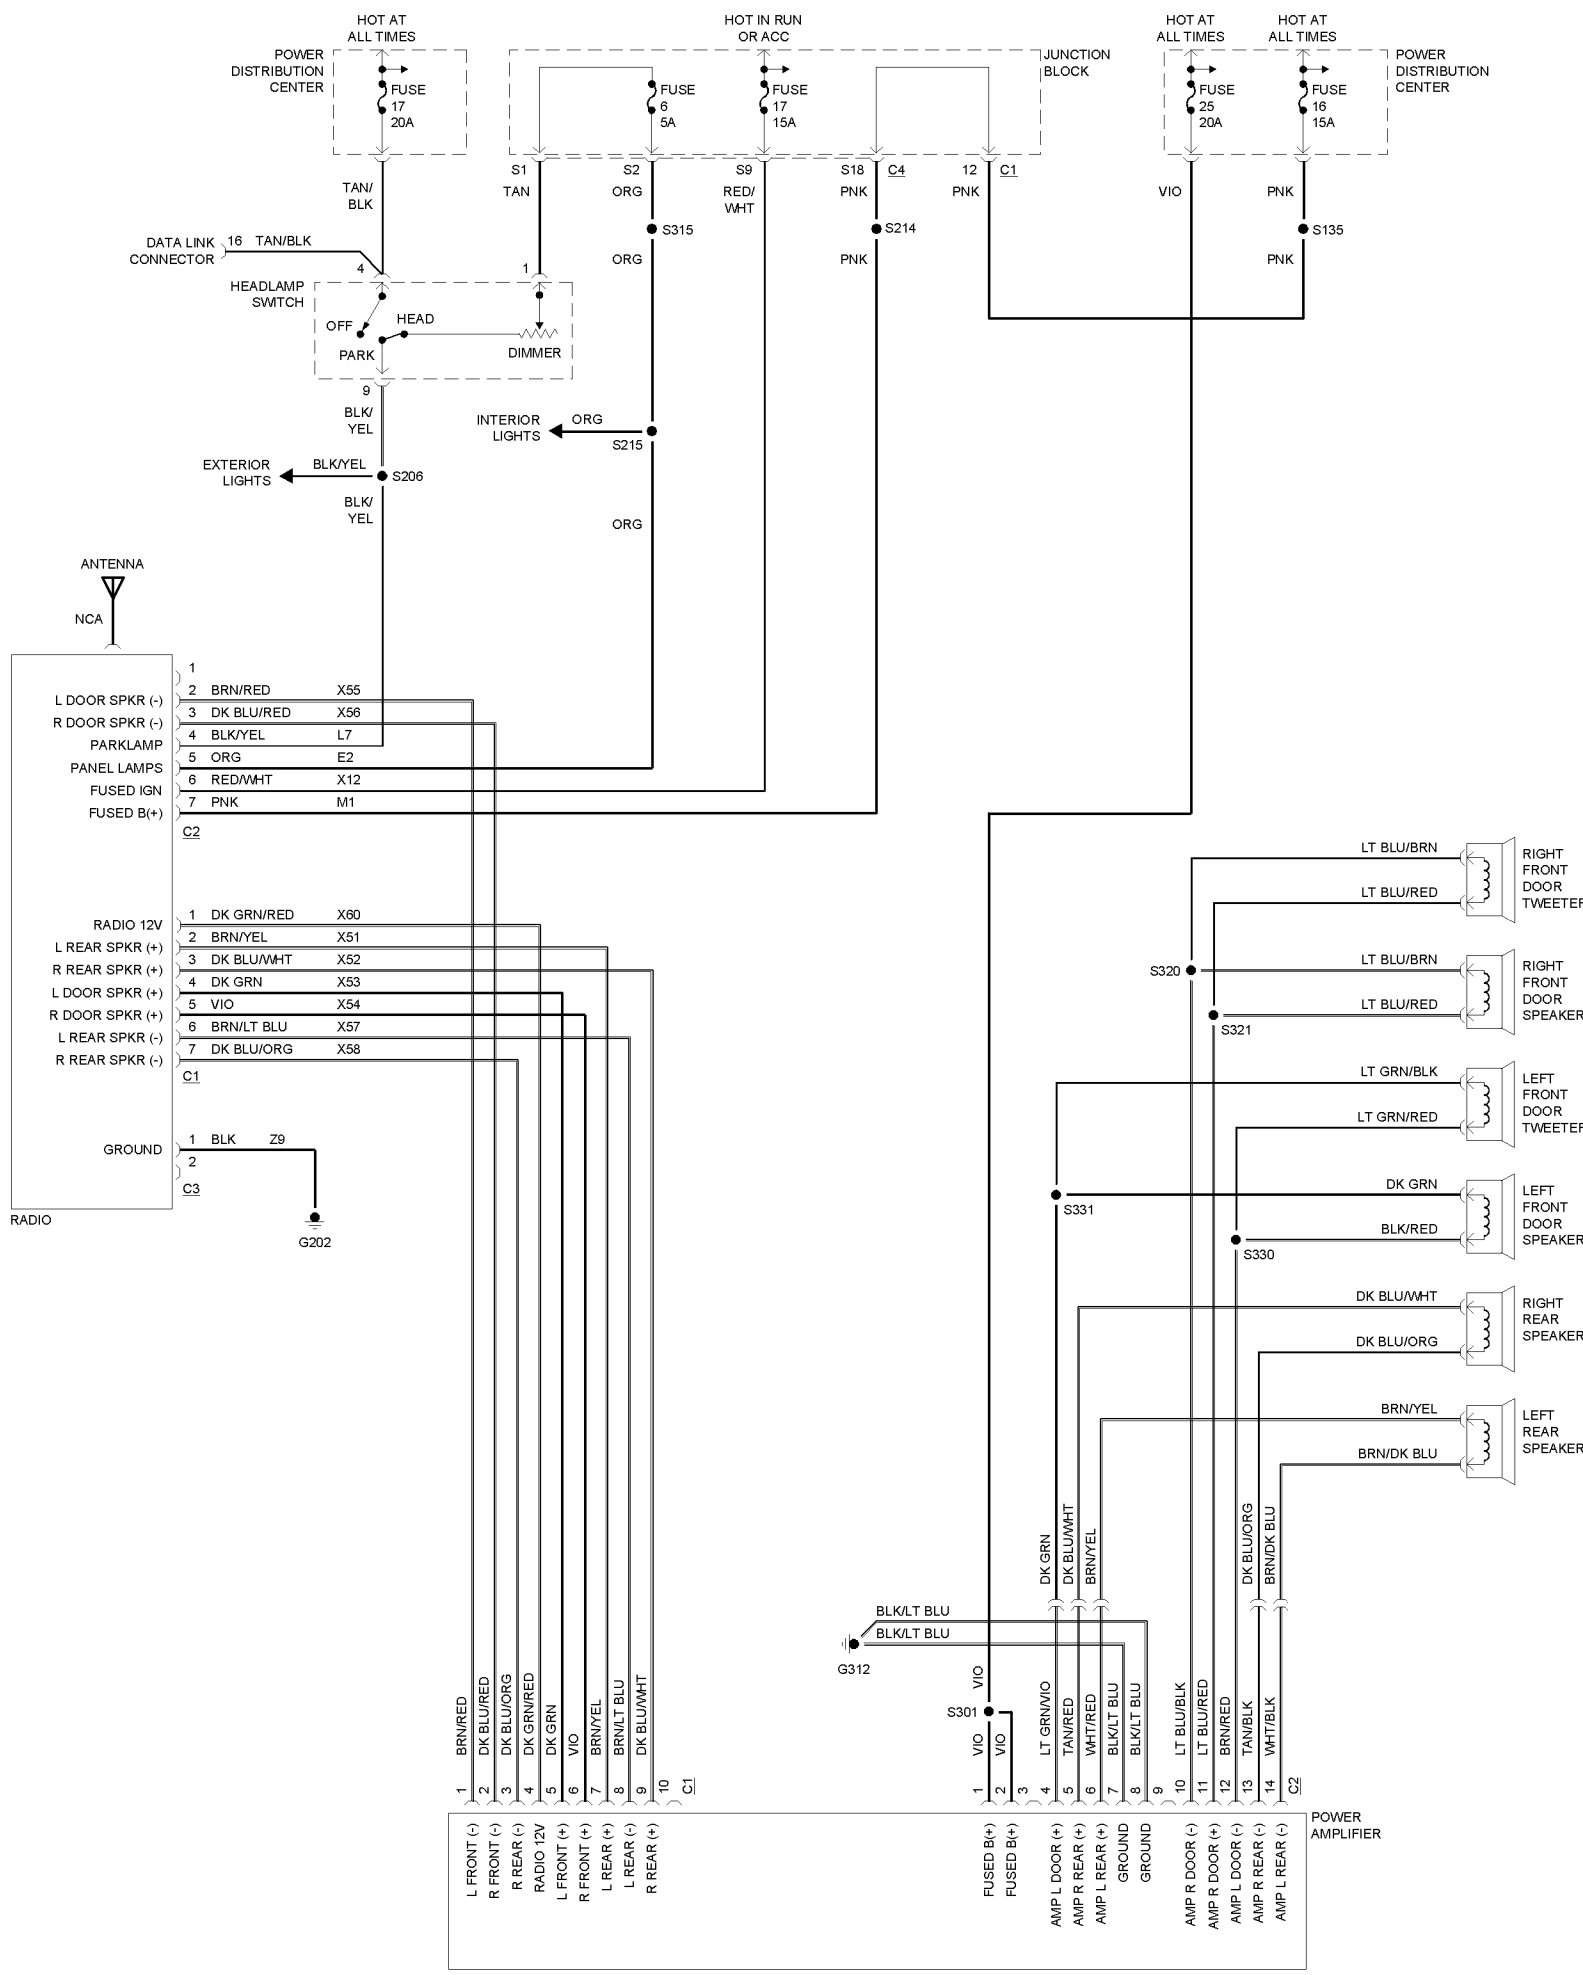 HOT AT
ALL TIMES
HOT IN RUN
OR ACC
HOT AT
ALL TIMES
HOT AT
ALL TIMES
POWER
DISTRIBUTION
CENTER
FUSE
17
20A
FUSE
6
5A
FUSE
17
15A
JUNCTION
BLOCK
FUSE
25
20A
FUSE
16
15A
POWER
DISTRIBUTION
CENTER
S1
S2
S9
S18
C4
12
C1
TAN/
BLK
TAN
ORG
RED/
WHT
PNK
PNK
VIO
PNK
S315
S214
S135
DATA LINK
CONNECTOR
16
TAN/BLK
4
1
ORG
PNK
PNK
HEADLAMP
SWITCH
OFF
HEAD
PARK
DIMMER
9
BLK/
YEL
INTERIOR
LIGHTS
ORG
S215
EXTERIOR
LIGHTS
BLK/YEL
S206
BLK/
YEL
ORG
ANTENNA
NCA
1
L DOOR SPKR (-)
2
BRN/RED
X55
R DOOR SPKR (-)
3
DK BLU/RED
X56
PARKLAMP
4
BLK/YEL
L7
PANEL LAMPS
5
ORG
E2
FUSED IGN
6
RED/WHT
X12
FUSED B(+)
7
PNK
M1
C2
RADIO 12V
1
DK GRN/RED
X60
L REAR SPKR (+)
2
BRN/YEL
X51
R REAR SPKR (+)
3
DK BLU/WHT
X52
L DOOR SPKR (+)
4
DK GRN
X53
R DOOR SPKR (+)
5
VIO
X54
L REAR SPKR (-)
6
BRN/LT BLU
X57
R REAR SPKR (-)
7
DK BLU/ORG
X58
C1
GROUND
1
BLK
Z9
2
C3
RADIO
G202
LT BLU/BRN
LT BLU/RED
RIGHT
FRONT
DOOR
TWEETER
S320
LT BLU/BRN
LT BLU/RED
S321
RIGHT
FRONT
DOOR
SPEAKER
LT GRN/BLK
LT GRN/RED
LEFT
FRONT
DOOR
TWEETER
DK GRN
S331
BLK/RED
S330
LEFT
FRONT
DOOR
SPEAKER
DK BLU/WHT
DK BLU/ORG
RIGHT
REAR
SPEAKER
BRN/YEL
BRN/DK BLU
LEFT
REAR
SPEAKER
DK GRN
DK BLU/WHT
BRN/YEL
DK BLU/ORG
BRN/DK BLU
BLK/LT BLU
BLK/LT BLU
G312
VIO
S301
BRN/RED
DK BLU/RED
DK BLU/ORG
DK GRN/RED
DK GRN
VIO
BRN/YEL
BRN/LT BLU
DK BLU/WHT
VIO
VIO
LT GRN/VIO
TAN/RED
WHT/RED
BLK/LT BLU
BLK/LT BLU
LT BLU/BLK
LT BLU/RED
BRN/RED
TAN/BLK
WHT/BLK
1
2
3
4
5
6
7
8
9
10
C1
1
2
3
4
5
6
7
8
9
10
11
12
13
14
C2
L FRONT (-)
R FRONT (-)
R REAR (-)
RADIO 12V
L FRONT (+)
R FRONT (+)
L REAR (+)
L REAR (-)
R REAR (+)
FUSED B(+)
FUSED B(+)
AMP L DOOR (+)
AMP R REAR (+)
AMP L REAR (+)
GROUND
GROUND
AMP R DOOR (-)
AMP R DOOR (+)
AMP L DOOR (-)
AMP R REAR (-)
AMP L REAR (-)
POWER
AMPLIFIER